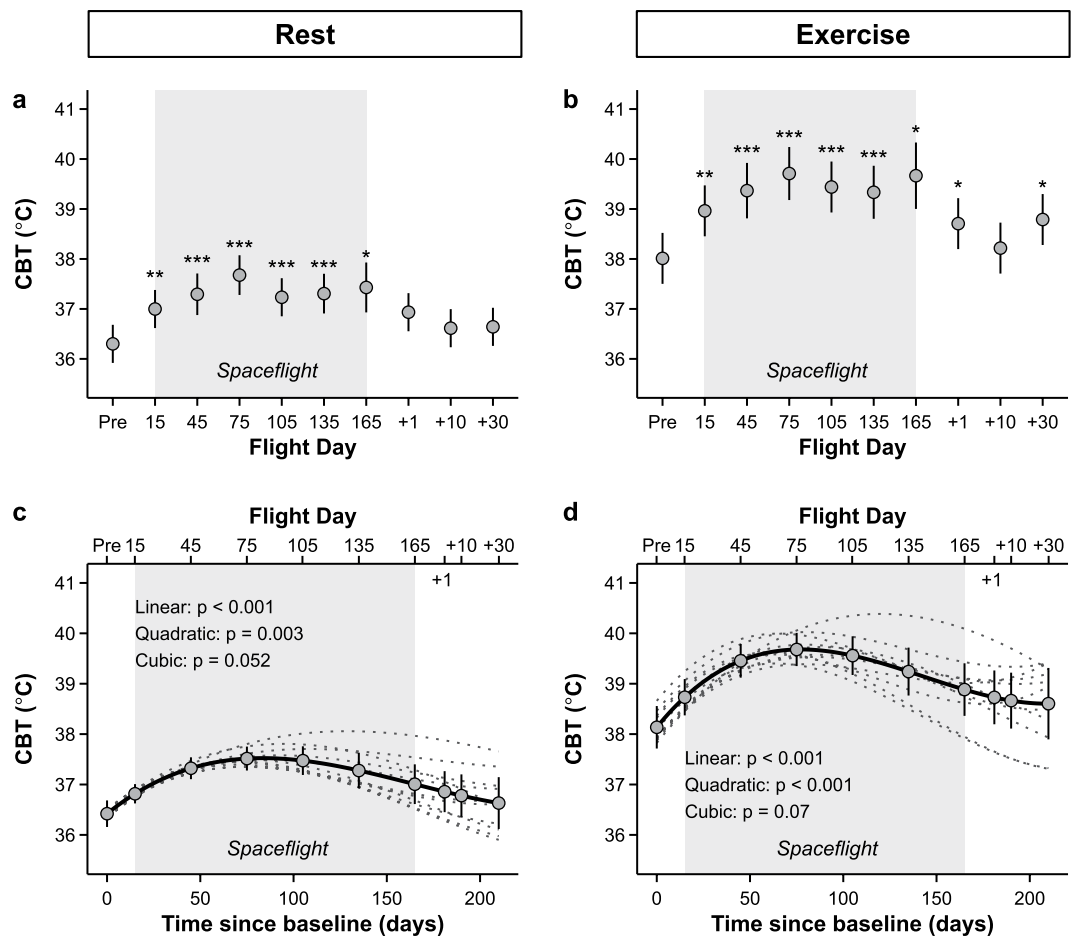 Rest
Exercise
a
41
40
39
38
37
36
CBT (°C)
** *** *** *** *** *
Spaceflight
Pre 15 45 75 105 135 165 +1 +10 +30
Flight Day
b
41
40
39
38
37
36
CBT (°C)
** *** *** *** *** * * *
Spaceflight
Pre 15 45 75 105 135 165 +1 +10 +30
Flight Day
c
Flight Day
Pre 15 45 75 105 135 165 +10 +30
+1
41
40
39
38
37
36
CBT (°C)
Linear: p < 0.001
Quadratic: p = 0.003
Cubic: p = 0.052
Spaceflight
0 50 100 150 200
Time since baseline (days)
d
Flight Day
Pre 15 45 75 105 135 165 +10 +30
+1
41
40
39
38
37
36
CBT (°C)
Linear: p < 0.001
Quadratic: p < 0.001
Cubic: p = 0.07
Spaceflight
0 50 100 150 200
Time since baseline (days)